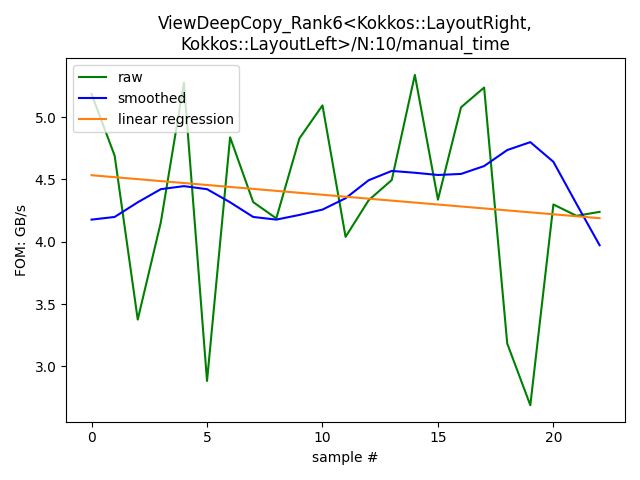 ViewDeepCopy_Rank6<Kokkos::LayoutRight,
Kokkos::LayoutLeft>/N:10/manual_time
raw
smoothed
linear regression
FOM: GB/s
5.0
4.5
4.0
3.5
3.0
0 5 10 15 20
sample #